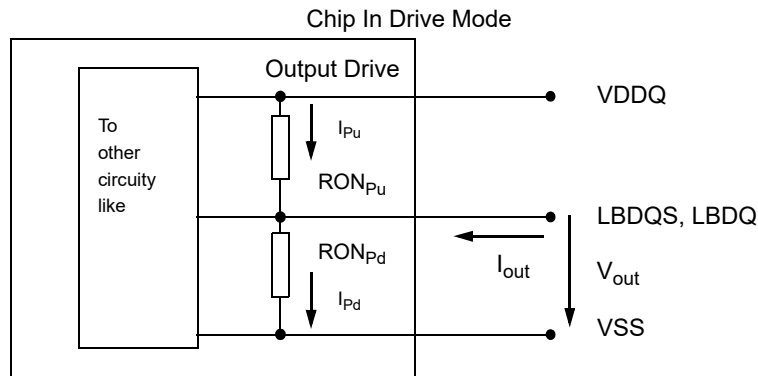 Chip In Drive Mode
Output Drive
VDDQ
To
other
circuity
like
IPu
RONPu
LBDQS, LBDQ
RONPd
Iout
Vout
IPd
VSS